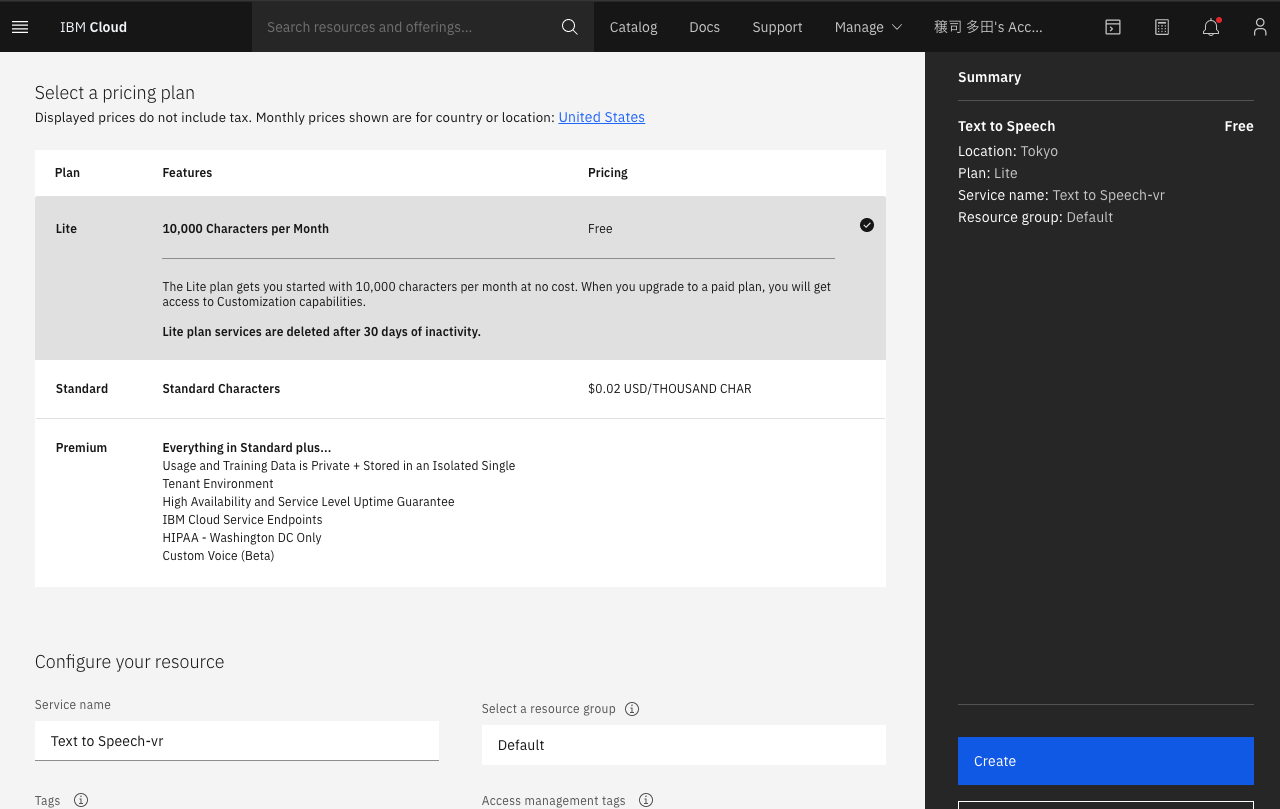 IBM Cloud
Search resources and offerings...
Catalog
Docs
Support
Manage
穣司 多田's Acc...
Select a pricing plan
Displayed prices do not include tax. Monthly prices shown are for country or location: United States
Plan
Features
Pricing
Lite
10,000 Characters per Month
Free
The Lite plan gets you started with 10,000 characters per month at no cost. When you upgrade to a paid plan, you will get
access to Customization capabilities.
Lite plan services are deleted after 30 days of inactivity.
Standard
Standard Characters
$0.02 USD/THOUSAND CHAR
Premium
Everything in Standard plus...
Usage and Training Data is Private + Stored in an Isolated Single
Tenant Environment
High Availability and Service Level Uptime Guarantee
IBM Cloud Service Endpoints
HIPAA - Washington DC Only
Custom Voice (Beta)
Configure your resource
Service name
Text to Speech-vr
Select a resource group
Default
Tags
Access management tags
Summary
Text to Speech
Free
Location: Tokyo
Plan: Lite
Service name: Text to Speech-vr
Resource group: Default
Create